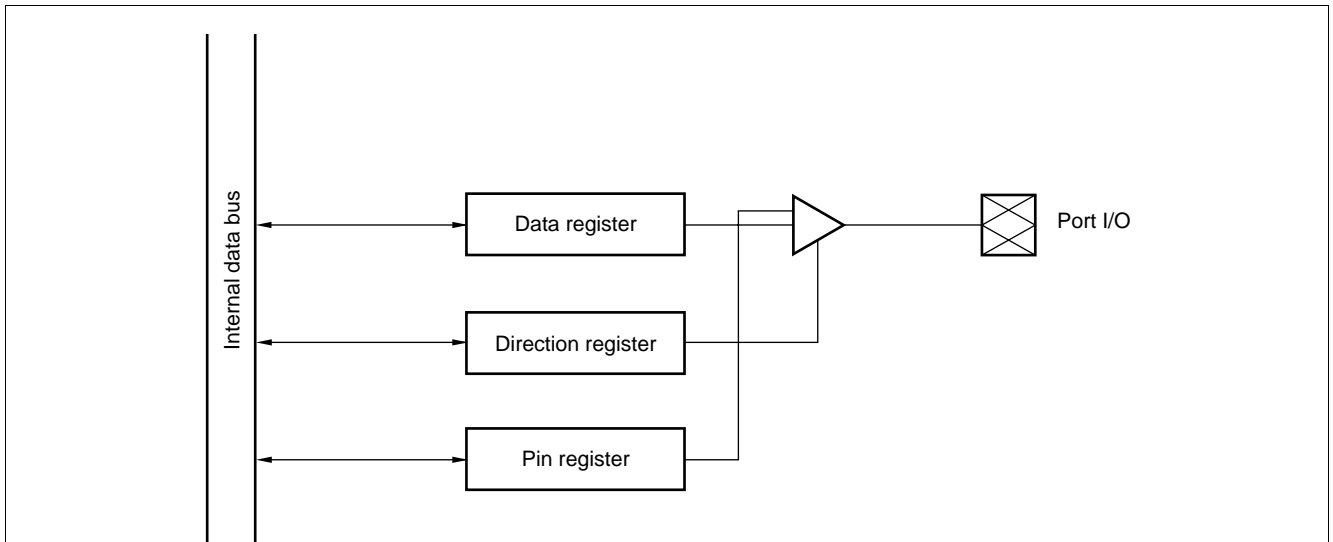 Internal data bus
Data register
Port I/O
Direction register
Pin register